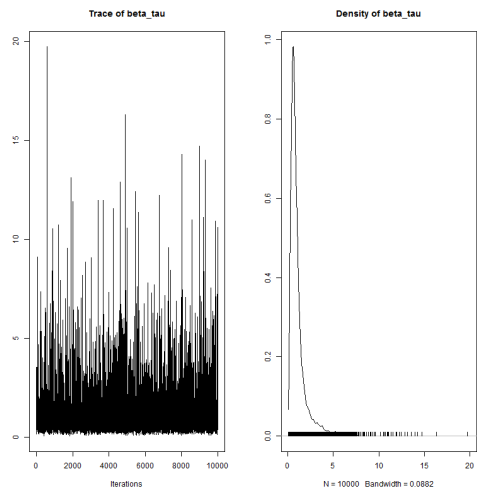 Trace of beta_tau
20
15
10
5
0
0 2000 4000 6000 8000 10000
Iterations
Density of beta_tau
1.0
0.8
0.6
0.4
0.2
0.0
0 5 10 15 20
N = 10000 Bandwidth = 0.0882